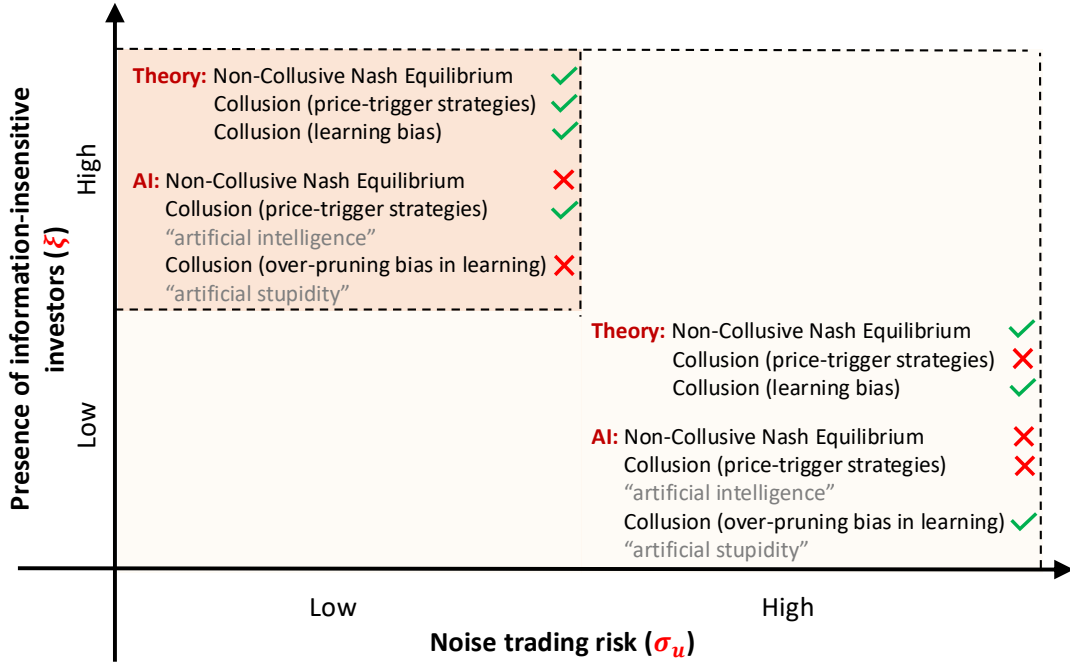 Presence of information-insensitive
investors (ξ)
High
Low
Theory: Non-Collusive Nash Equilibrium
Collusion (price-trigger strategies)
Collusion (learning bias)
AI: Non-Collusive Nash Equilibrium
Collusion (price-trigger strategies)
“artificial intelligence”
Collusion (over-pruning bias in learning)
“artificial stupidity”
Theory: Non-Collusive Nash Equilibrium
Collusion (price-trigger strategies)
Collusion (learning bias)
AI: Non-Collusive Nash Equilibrium
Collusion (price-trigger strategies)
“artificial intelligence”
Collusion (over-pruning bias in learning)
“artificial stupidity”
Low
High
Noise trading risk (σᵤ)